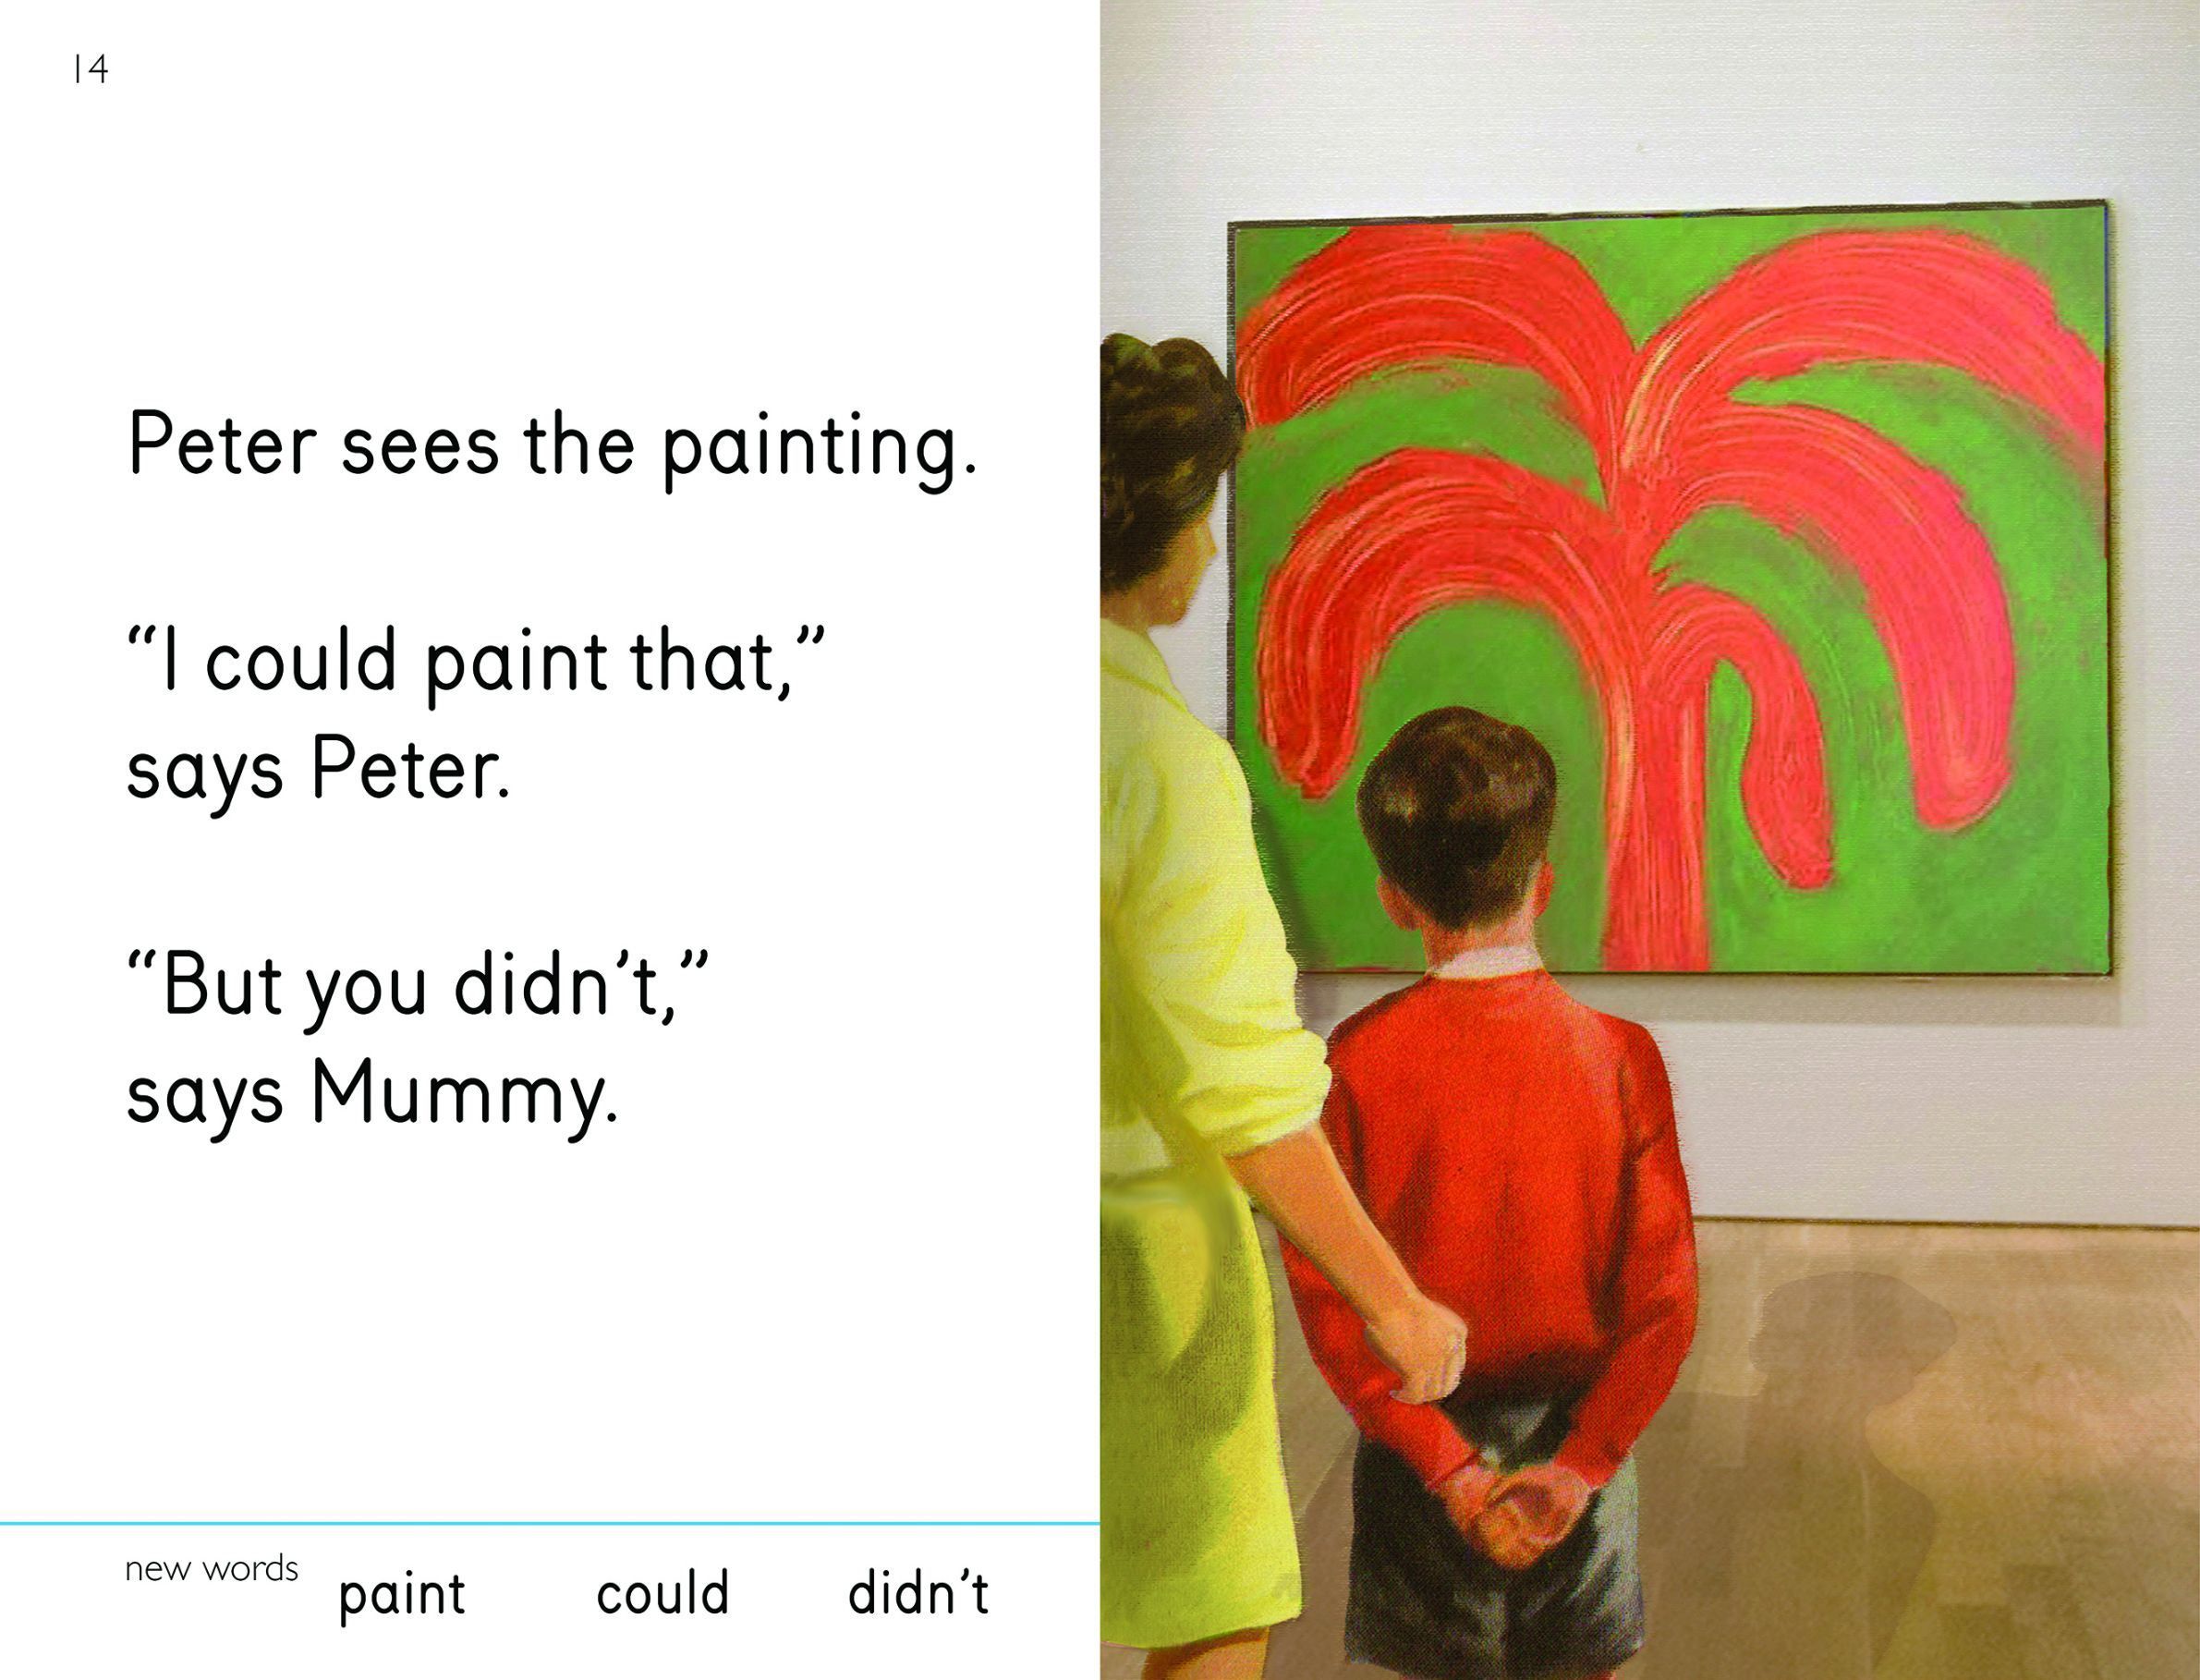 14
Peter sees the painting.
“I could paint that,”
says Peter.
“But you didn’t,”
says Mummy.
new words paint could didn’t